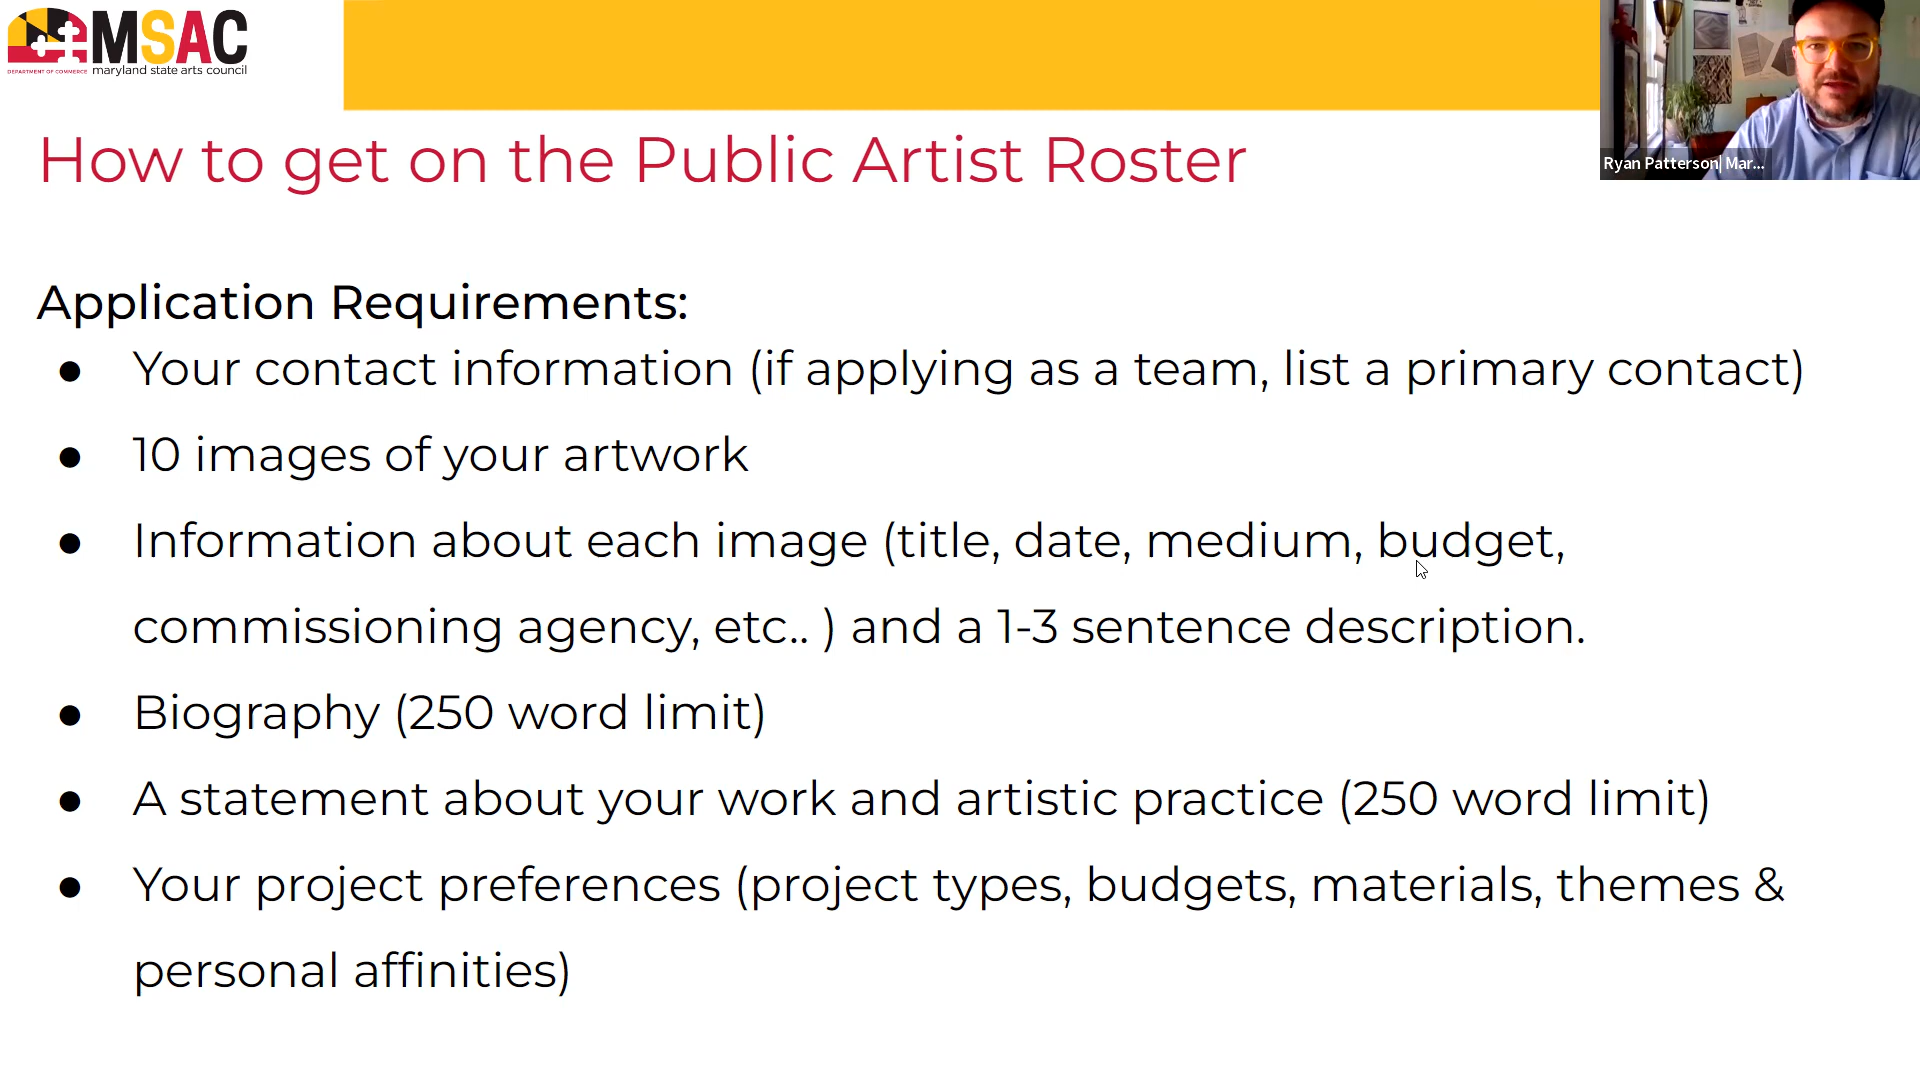 MSAC
DEPARTMENT OF COMMERCE
maryland state arts council
Ryan Patterson| Mar...
How to get on the Public Artist Roster
Application Requirements:
● Your contact information (if applying as a team, list a primary contact)
● 10 images of your artwork
● Information about each image (title, date, medium, budget,
commissioning agency, etc.. ) and a 1-3 sentence description.
● Biography (250 word limit)
● A statement about your work and artistic practice (250 word limit)
● Your project preferences (project types, budgets, materials, themes &
personal affinities)